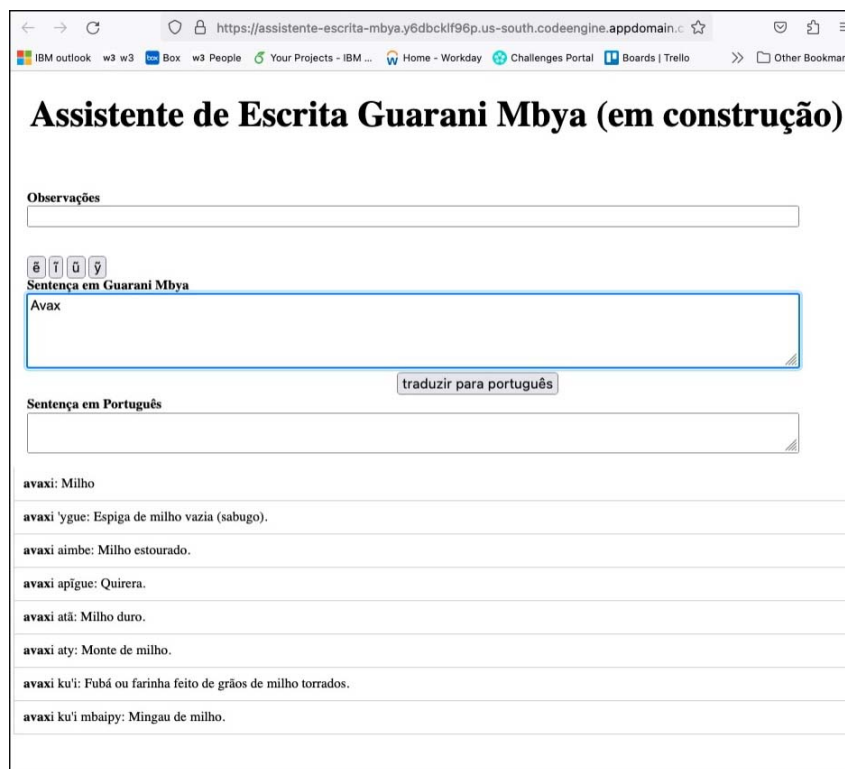 https://assistente-escrita-mbya.y6dbcklf96p.us-south.codeengine.appdomain.c
IBM outlook w3 w3 box Box w3 People Your Projects - IBM ... Home - Workday Challenges Portal Boards | Trello Other Bookmar
Assistente de Escrita Guarani Mbya (em construção)
Observações
ẽ ĩ ũ ỹ
Sentença em Guarani Mbya
Avax
traduzir para português
Sentença em Português
avaxi: Milho
avaxi 'ygue: Espiga de milho vazia (sabugo).
avaxi aimbe: Milho estourado.
avaxi apĩgue: Quirera.
avaxi atã: Milho duro.
avaxi aty: Monte de milho.
avaxi ku'i: Fubá ou farinha feito de grãos de milho torrados.
avaxi ku'i mbaipy: Mingau de milho.